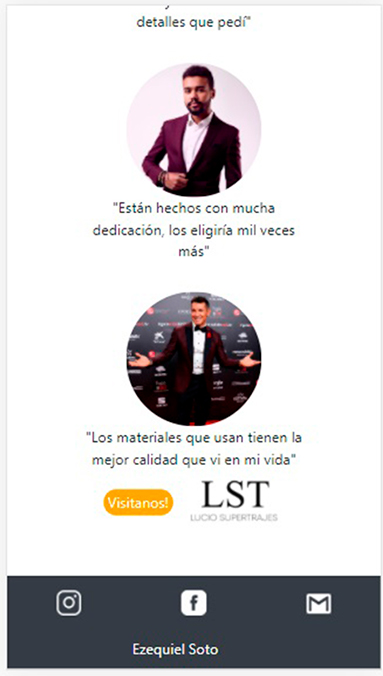 detalles que pedí"
"Están hechos con mucha
dedicación, los eligiría mil veces
más"
"Los materiales que usan tienen la
mejor calidad que vi en mi vida"
Visitanos!
LST
LUCIO SUPERTRAJES
Ezequiel Soto